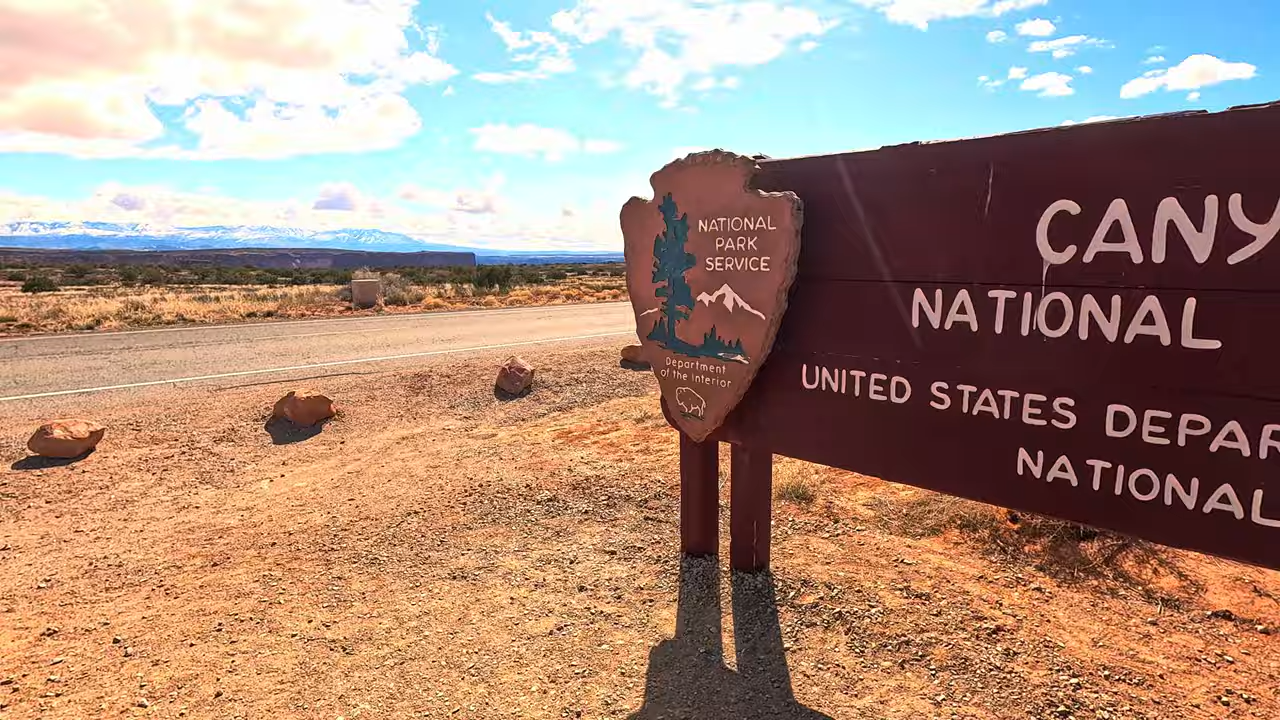 NATIONAL
PARK
SERVICE
Department
of the Interior
CANY
NATIONAL
UNITED STATES DEPAR
NATIONAL